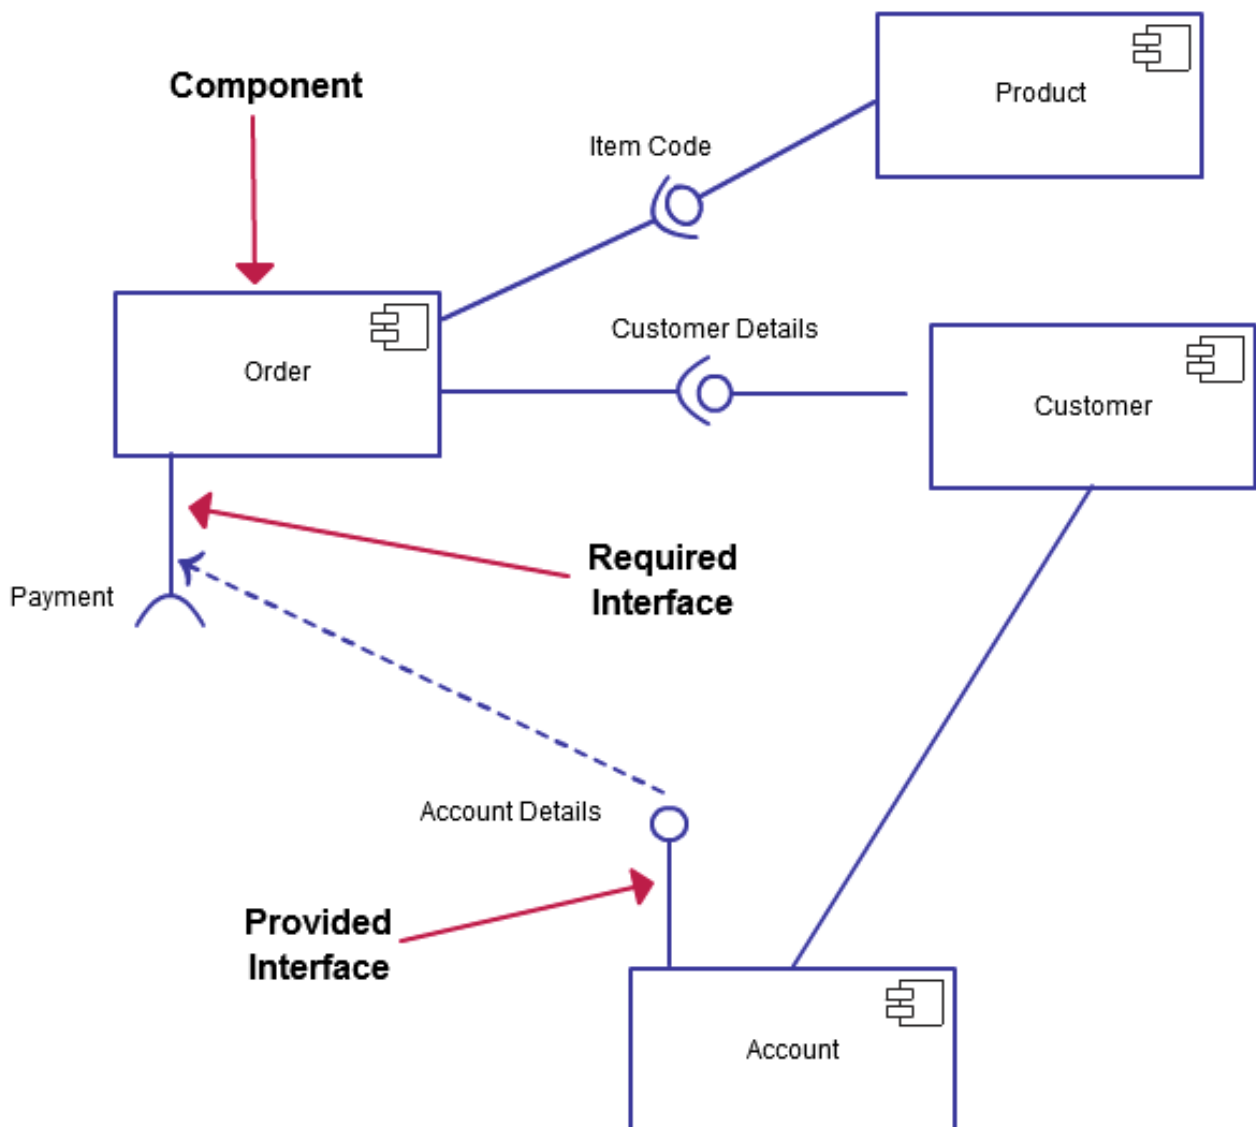 Component
Product
Item Code
Customer Details
Order
Customer
Required
Interface
Payment
Account Details
Provided
Interface
Account